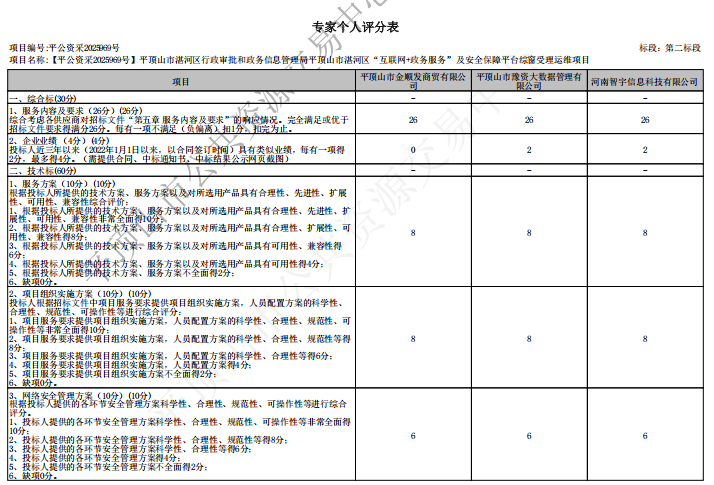 专家个人评分表
项目编号:平公资采2025969号 标段: 第二标段
项目名称:【平公资采2025969号】平顶山市湛河区行政审批和政务信息管理局平顶山市湛河区“互联网+政务服务”及安全保障平台综窗受理运维项目
项目 平顶山市金顺发商贸有限公司 平顶山市豫资大数据管理有限公司 河南智宇信息科技有限公司
一、综合标(30分) - - -
1、服务内容及要求（26分）(26分)
综合考虑各供应商对招标文件“第五章 服务内容及要求”的响应情况。完全满足或优于
招标文件要求得满分26分。每有一项不满足（负偏离）扣1分，扣完为止。
26 26 26
2、企业业绩 （4分）(4分)
投标人近三年以来（2022年1月1日以来，以合同签订时间）具有类似业绩，每有一项得
2分，最多得4分。（需提供合同、中标通知书、中标结果公示网页截图）
0 2 2
二、技术标(60分) - - -
1、服务方案（10分）(10分)
根据投标人所提供的技术方案、服务方案以及对所选用产品具有合理性、先进性、扩展
性、可用性、兼容性综合评价:
1、根据投标人所提供的技术方案、服务方案以及对所选用产品具有合理性、先进性、扩
展性、可用性、兼容性非常全面得10分;
2、根据投标人所提供的技术方案、服务方案以及对所选用产品具有合理性、扩展性、可
用性、兼容性得8分;
3、根据投标人所提供的技术方案、服务方案以及对所选用产品具有可用性、兼容性得
6分;
4、根据投标人所提供的技术方案、服务方案以及对所选用产品具有可用性得4分;
5、根据投标人所提供的技术方案、服务方案不全面得2分;
6、缺项0分。
8 8 8
2、项目组织实施方案（10分）(10分)
投标人根据招标文件中项目服务要求提供项目组织实施方案，人员配置方案的科学性、
合理性、规范性、可操作性等进行综合评分:
1、项目服务要求提供项目组织实施方案，人员配置方案的科学性、合理性、规范性、可
操作性等非常全面得10分;
2、项目服务要求提供项目组织实施方案，人员配置方案的科学性、合理性、规范性等得
8分;
3、项目服务要求提供项目组织实施方案，人员配置方案的科学性、合理性等得6分;
4、项目服务要求提供项目组织实施方案，人员配置方案得4分;
5、项目服务要求提供项目组织实施方案不全面得2分;
6、缺项0分。
8 8 8
3、网络安全管理方案（10分）(10分)
根据投标人提供的各环节安全管理方案科学性、合理性、规范性、可操作性等进行综合
评分。
1、投标人提供的各环节安全管理方案科学性、合理性、规范性、可操作性等非常全面得
10分;
2、投标人提供的各环节安全管理方案科学性、合理性、规范性等得8分;
3、投标人提供的各环节安全管理方案科学性、合理性等得6分;
4、投标人提供的各环节安全管理方案得4分;
5、投标人提供的各环节安全管理方案不全面得2分;
6、缺项0分。
6 6 6